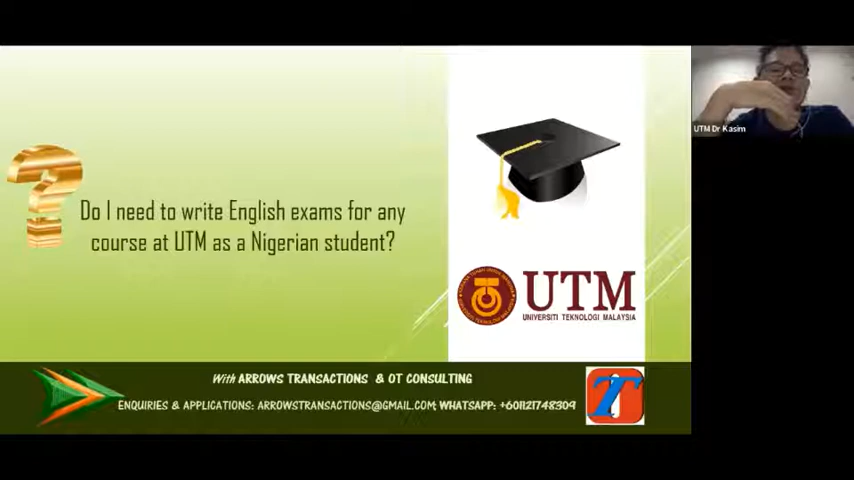 UTM Dr Kasim
Do I need to write English exams for any
course at UTM as a Nigerian student?
UTM
UNIVERSITI TEKNOLOGI MALAYSIA
With ARROWS TRANSACTIONS & OT CONSULTING
ENQUIRIES & APPLICATIONS: ARROWSTRANSACTIONS@GMAIL.COM; WHATSAPP: +601121748309